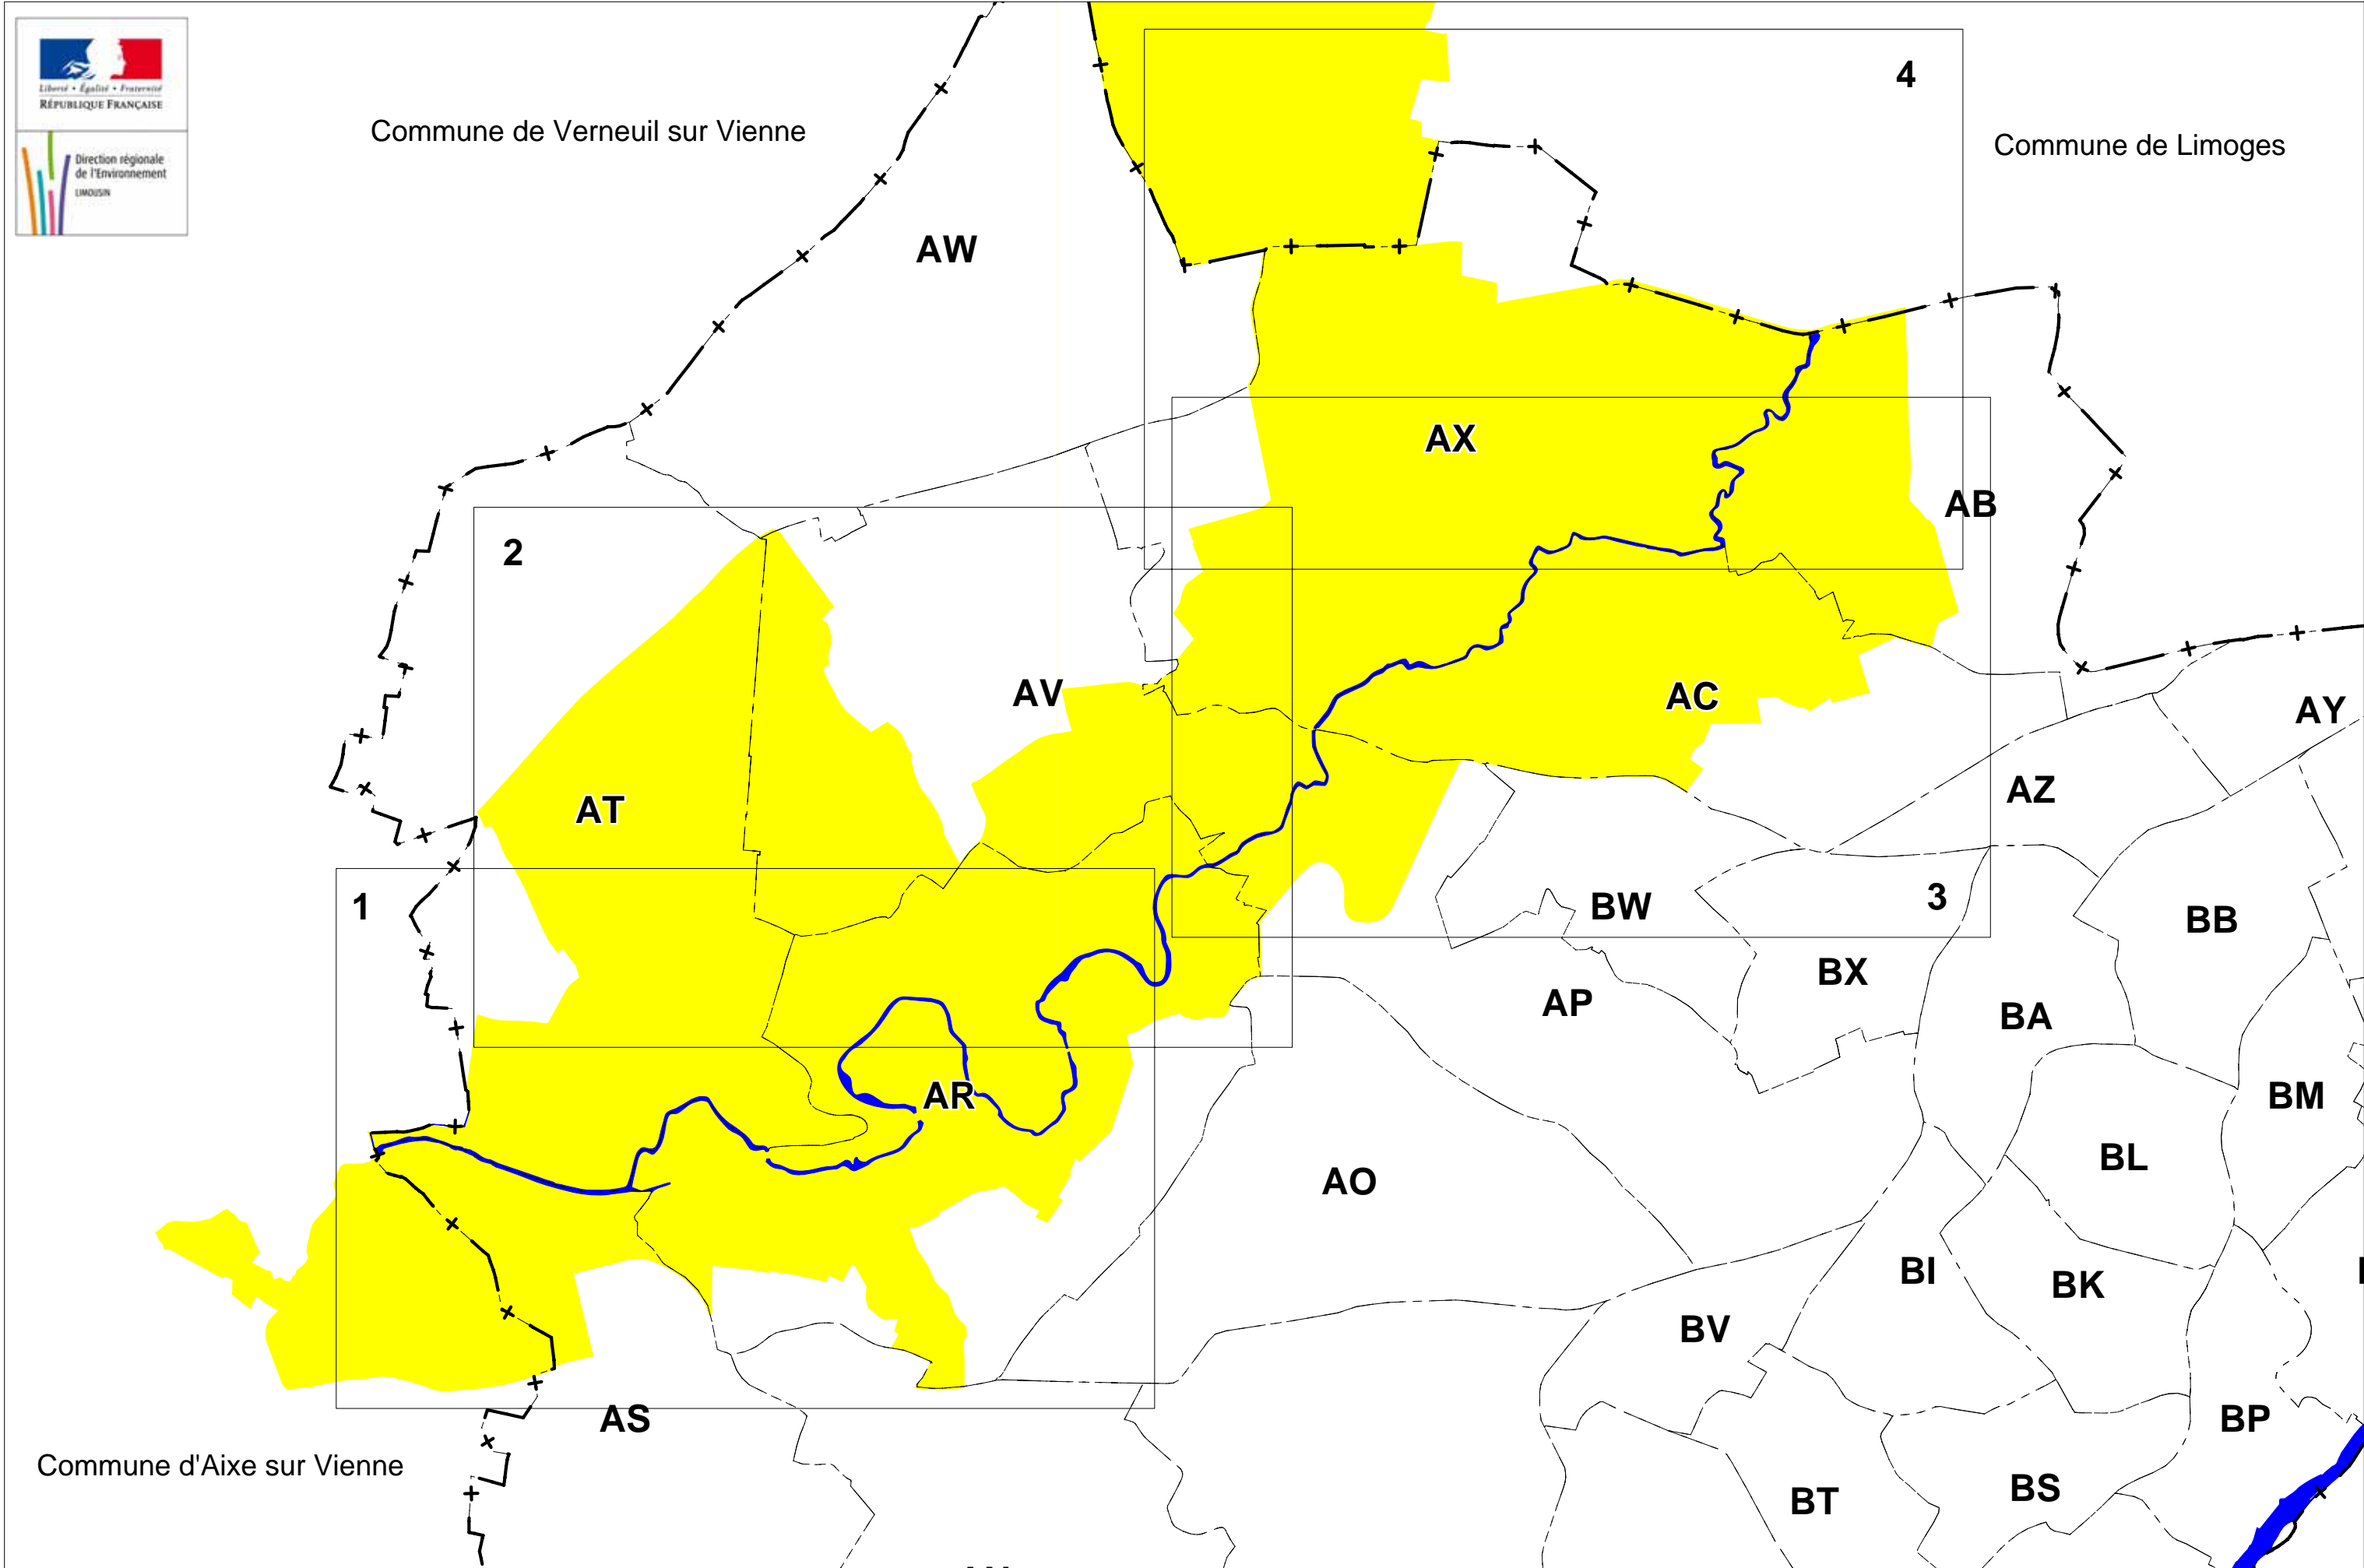 Liberté • Égalité • Fraternité
RÉPUBLIQUE FRANÇAISE
Direction régionale
de l'Environnement
LIMOUSIN
Commune de Verneuil sur Vienne
4
Commune de Limoges
AW
AX
AB
2
AV
AC
AY
AT
AZ
1
BW
3
BB
BX
AP
BA
AR
BM
BL
AO
BI
BK
BV
AS
BP
Commune d'Aixe sur Vienne
BS
BT